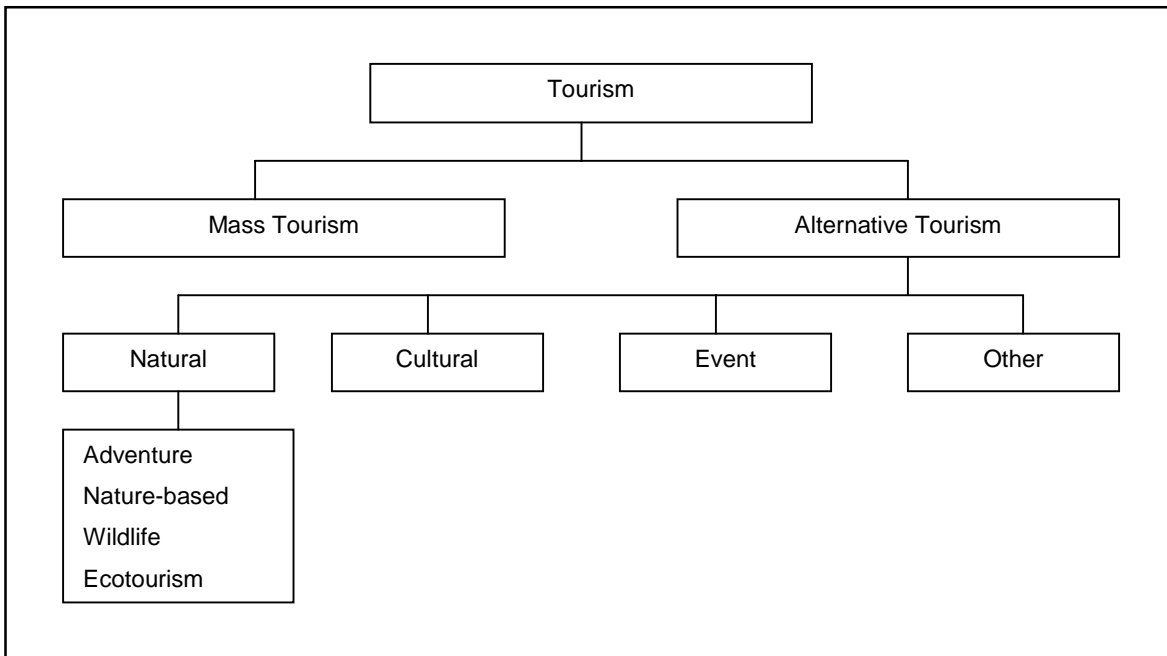 Tourism
Mass Tourism
Alternative Tourism
Natural
Cultural
Event
Other
Adventure
Nature-based
Wildlife
Ecotourism